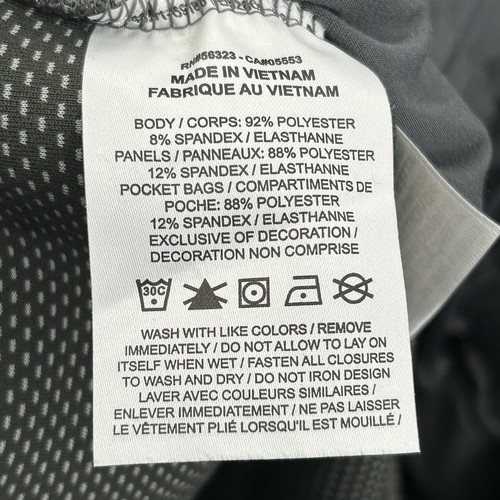 RN#56323 - CA#05553
MADE IN VIETNAM
FABRIQUE AU VIETNAM
BODY / CORPS: 92% POLYESTER
8% SPANDEX / ELASTHANNE
PANELS / PANNEAUX: 88% POLYESTER
12% SPANDEX / ELASTHANNE
POCKET BAGS / COMPARTIMENTS DE
POCHE: 88% POLYESTER
12% SPANDEX / ELASTHANNE
EXCLUSIVE OF DECORATION /
DECORATION NON COMPRISE
30C
WASH WITH LIKE COLORS / REMOVE
IMMEDIATELY / DO NOT ALLOW TO LAY ON
ITSELF WHEN WET / FASTEN ALL CLOSURES
TO WASH AND DRY / DO NOT IRON DESIGN
LAVER AVEC COULEURS SIMILAIRES /
ENLEVER IMMEDIATEMENT / NE PAS LAISSER
LE VÊTEMENT PLIÉ LORSQU'IL EST MOUILLÉ /